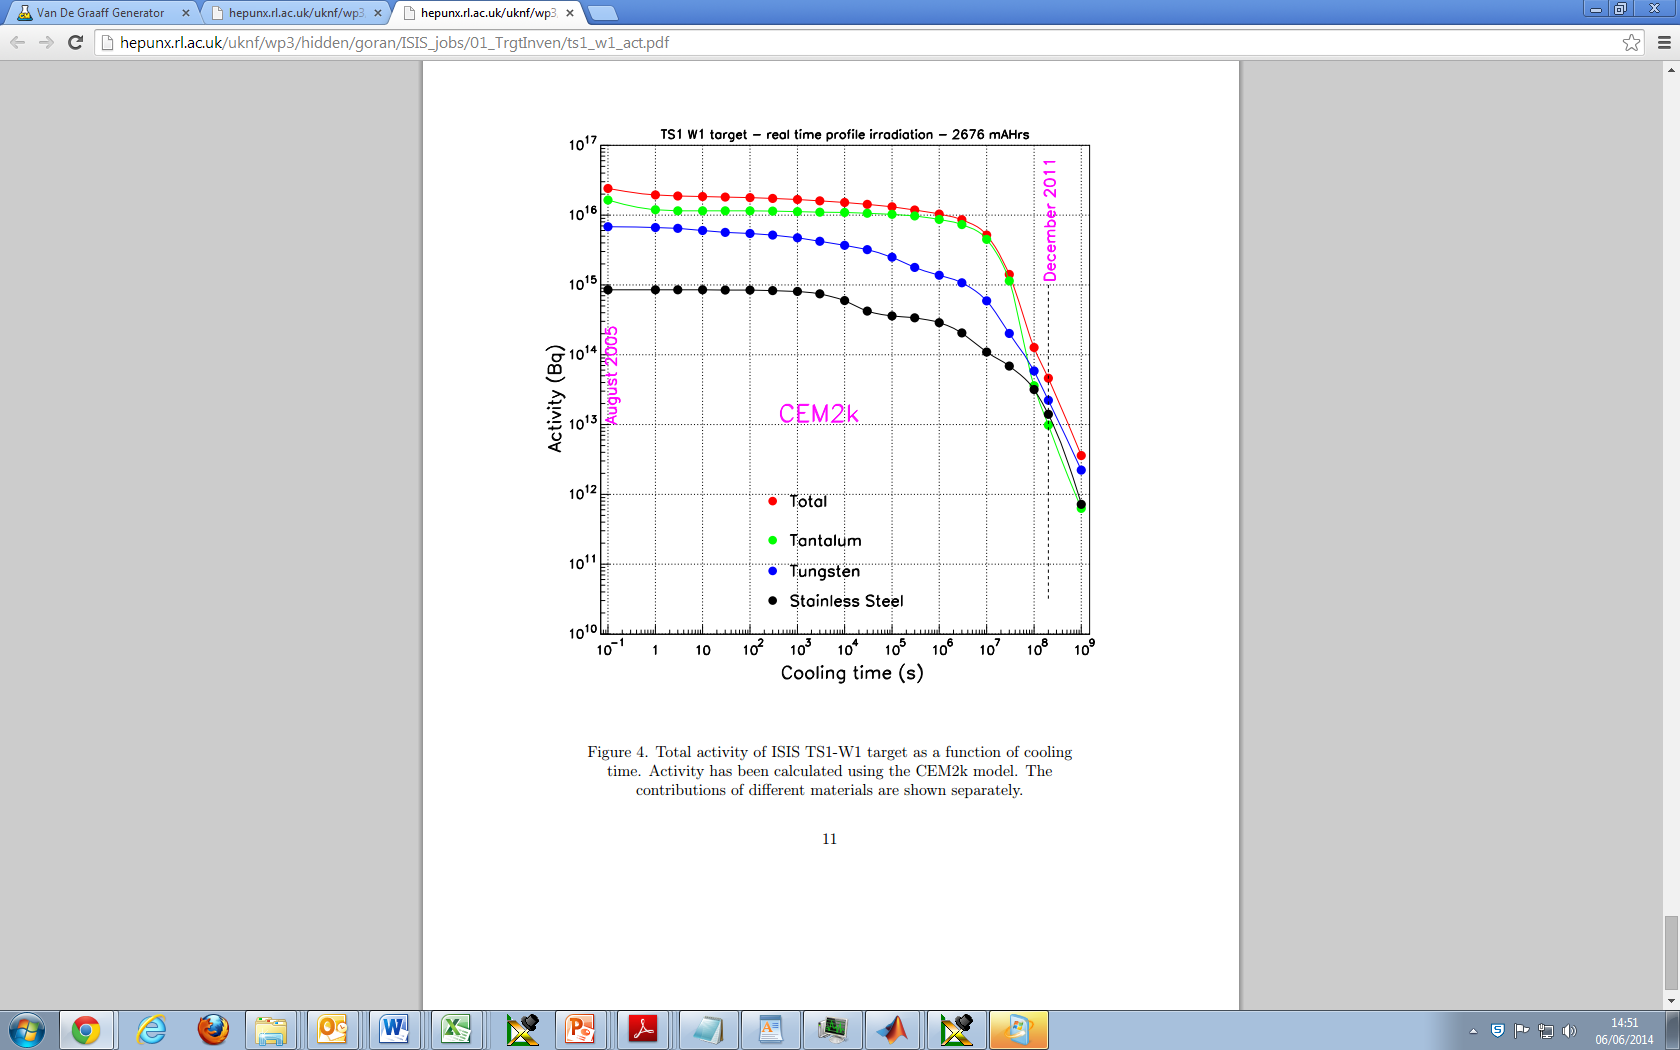 Van De Graaff Generator
hepunx.rl.ac.uk/uknf/wp3
hepunx.rl.ac.uk/uknf/wp3
hepunx.rl.ac.uk/uknf/wp3/hidden/goran/ISIS_jobs/01_TrgtInven/ts1_w1_act.pdf
TS1 W1 target – real time profile irradiation – 2676 mAHrs
10^17
10^16
10^15
10^14
10^13
10^12
10^11
10^10
Activity (Bq)
August 2005
December 2011
CEM2k
Total
Tantalum
Tungsten
Stainless Steel
10^-1 1 10 10^2 10^3 10^4 10^5 10^6 10^7 10^8 10^9
Cooling time (s)
Figure 4. Total activity of ISIS TS1-W1 target as a function of cooling
time. Activity has been calculated using the CEM2k model. The
contributions of different materials are shown separately.
11
14:51
06/06/2014